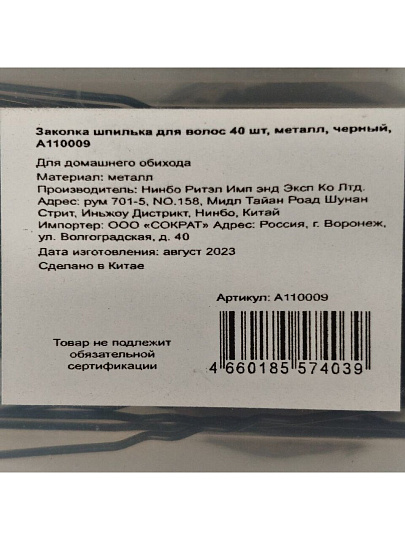 Заколка шпилька для волос 40 шт, металл, черный,
А110009
Для домашнего обихода
Материал: металл
Производитель: Нинбо Ритэл Имп энд Эксп Ко Лтд.
Адрес: рум 701-5, NO.158, Мидл Тайан Роад Шунан
Стрит, Иньжоу Дистрикт, Нинбо, Китай
Импортер: ООО «СОКРАТ» Адрес: Россия, г. Воронеж,
ул. Волгоградская, д. 40
Дата изготовления: август 2023
Сделано в Китае
Артикул: А110009
Товар не подлежит
обязательной
сертификации
4 660185 574039